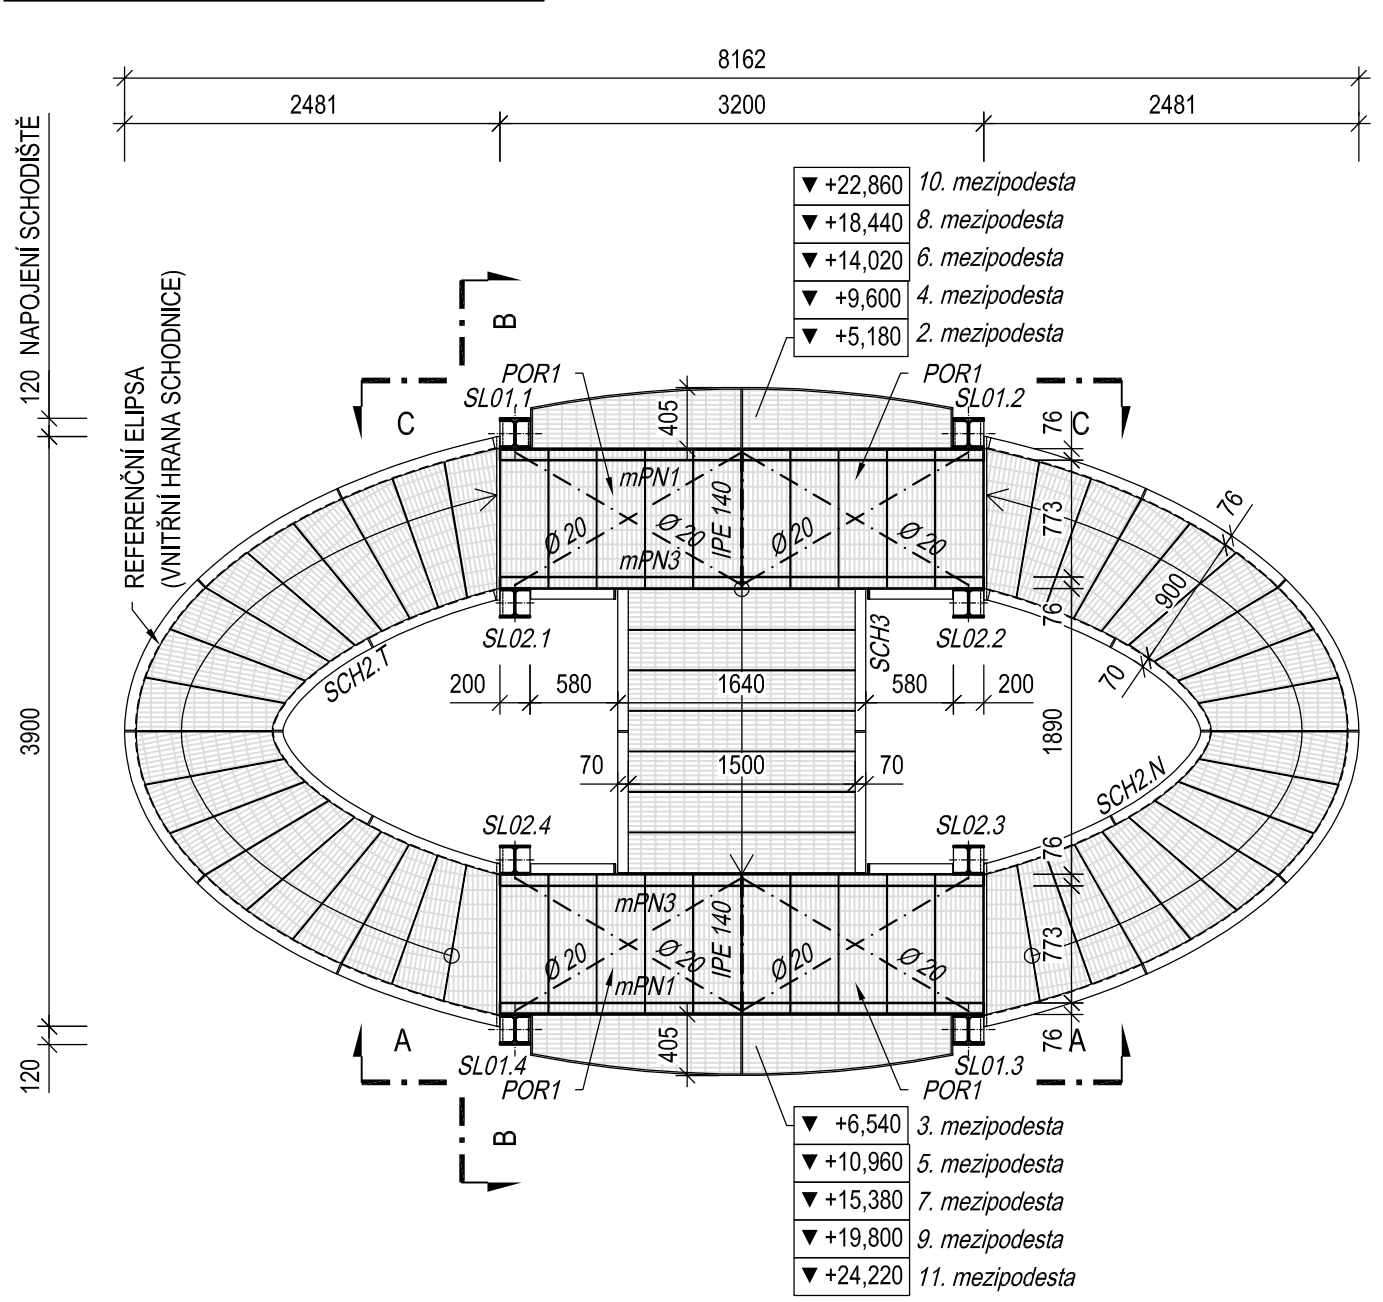 8162
2481
3200
2481
120 NAPOJENÍ SCHODIŠTĚ
REFERENČNÍ ELIPSA
(VNITŘNÍ HRANA SCHODNICE)
▼ +22,860 10. mezipodesta
▼ +18,440 8. mezipodesta
▼ +14,020 6. mezipodesta
▼ +9,600 4. mezipodesta
▼ +5,180 2. mezipodesta
B
POR1
POR1
SL01.1
SL01.2
C
C
405
76
mPN1
IPE 140
mPN3
Ø 20
Ø 20
Ø 20
Ø 20
773
76
76
900
70
SL02.1
SL02.2
SCH3
SCH2.T
200
580
1640
580
200
3900
1890
70
1500
70
SCH2.N
SL02.4
SL02.3
76
mPN3
IPE 140
mPN1
Ø 20
Ø 20
Ø 20
Ø 20
773
76
405
A
A
120
SL01.4
SL01.3
POR1
POR1
B
▼ +6,540 3. mezipodesta
▼ +10,960 5. mezipodesta
▼ +15,380 7. mezipodesta
▼ +19,800 9. mezipodesta
▼ +24,220 11. mezipodesta